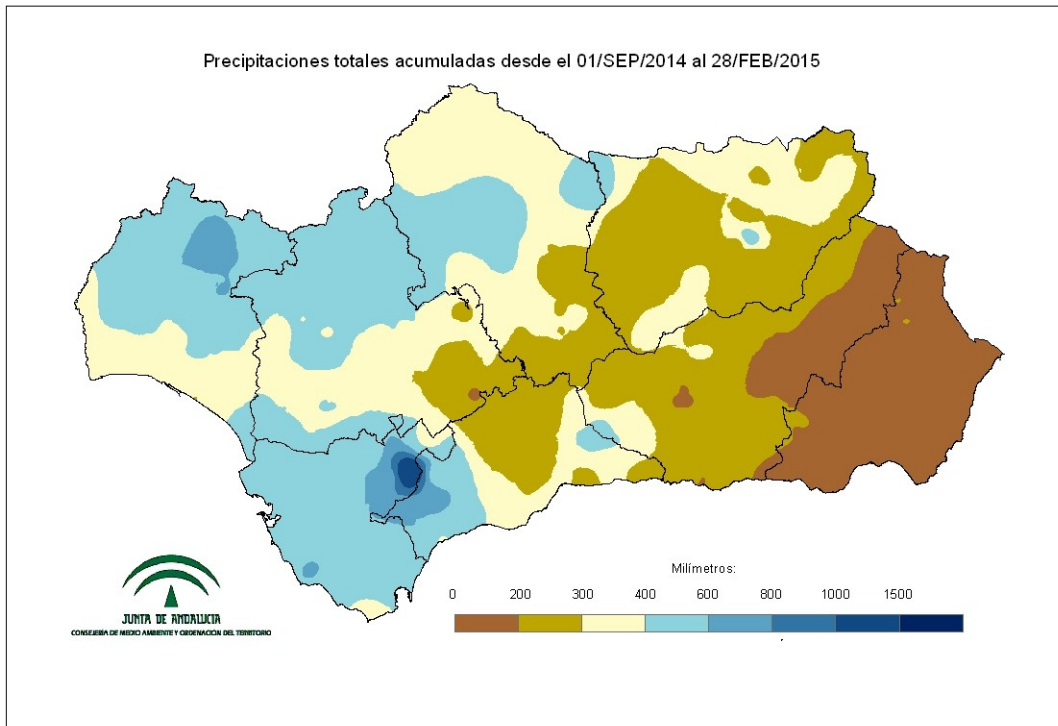 Precipitaciones totales acumuladas desde el 01/SEP/2014 al 28/FEB/2015
Milímetros:
0 200 300 400 600 800 1000 1500
JUNTA DE ANDALUCIA
CONSEJERÍA DE MEDIO AMBIENTE Y ORDENACIÓN DEL TERRITORIO